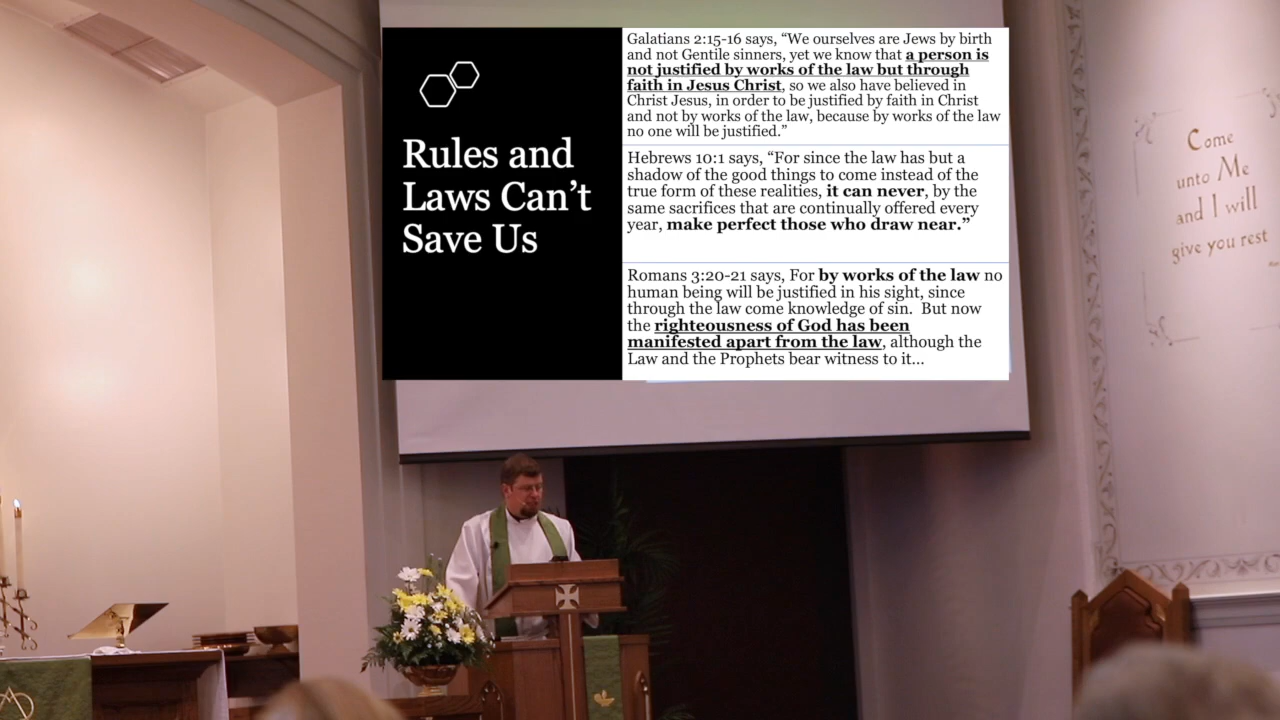 Rules and
Laws Can't
Save Us
Galatians 2:15-16 says, “We ourselves are Jews by birth
and not Gentile sinners, yet we know that a person is
not justified by works of the law but through
faith in Jesus Christ, so we also have believed in
Christ Jesus, in order to be justified by faith in Christ
and not by works of the law, because by works of the law
no one will be justified.”
Hebrews 10:1 says, “For since the law has but a
shadow of the good things to come instead of the
true form of these realities, it can never, by the
same sacrifices that are continually offered every
year, make perfect those who draw near.”
Romans 3:20-21 says, For by works of the law no
human being will be justified in his sight, since
through the law come knowledge of sin.  But now
the righteousness of God has been
manifested apart from the law, although the
Law and the Prophets bear witness to it...
Come
unto Me
and I will
give you rest